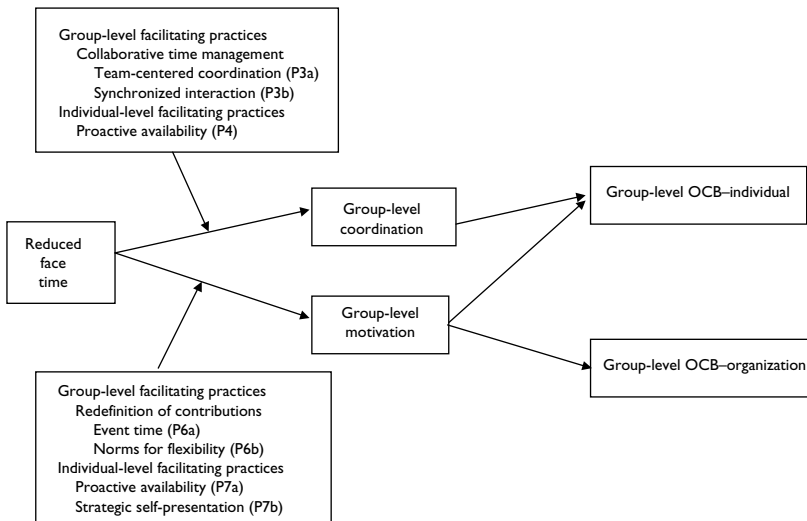 Group-level facilitating practices
Collaborative time management
Team-centered coordination (P3a)
Synchronized interaction (P3b)
Individual-level facilitating practices
Proactive availability (P4)
Reduced
face
time
Group-level
coordination
Group-level
motivation
Group-level OCB–individual
Group-level OCB–organization
Group-level facilitating practices
Redefinition of contributions
Event time (P6a)
Norms for flexibility (P6b)
Individual-level facilitating practices
Proactive availability (P7a)
Strategic self-presentation (P7b)